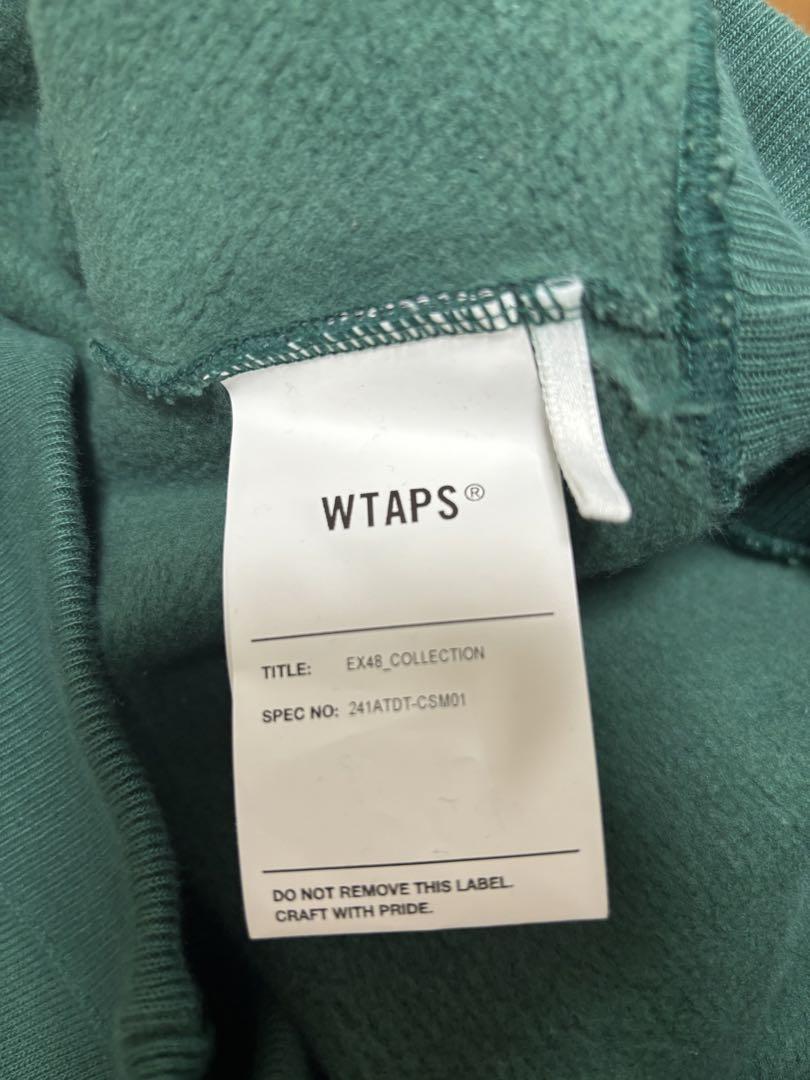 WTAPS®
TITLE: EX48_COLLECTION
SPEC NO: 241ATDT-CSM01
DO NOT REMOVE THIS LABEL.
CRAFT WITH PRIDE.